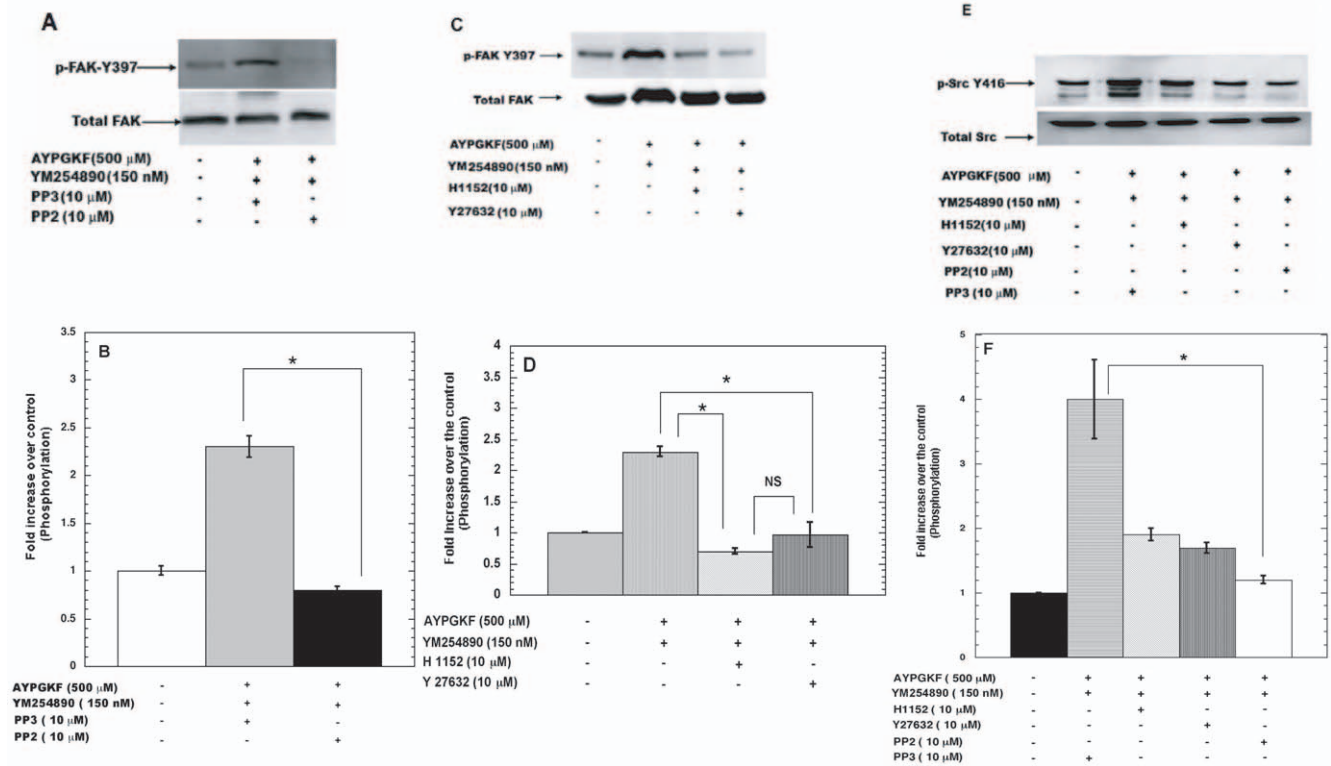 A
p-FAK-Y397
Total FAK
AYPGKF(500 μM) - + +
YM254890(150 nM) - + +
PP3(10 μM) - + -
PP2 (10 μM) - - +
C
p-FAK Y397
Total FAK
AYPGKF(500 μM) - + + +
YM254890(150 nM) - + + +
H1152(10 μM) - - + -
Y27632 (10 μM) - - - +
E
p-Src Y416
Total Src
AYPGKF(500 μM) - + + + +
YM254890 (150 nM) - + + + +
H1152(10 μM) - - + - -
Y27632(10 μM) - - - + -
PP2(10 μM) - - - - +
PP3 (10 μM) - + - - -
B
Fold increase over control
(Phosphorylation)
3.5
3
2.5
2
1.5
1
0.5
0
*
AYPGKF (500 μM) - + +
YM254890 ( 150 nM) - + +
PP3 ( 10 μM) - + -
PP2 ( 10 μM) - - +
D
Fold Increase over the control
(Phosphorylation)
4
3.5
3
2.5
2
1.5
1
0.5
0
*
*
NS
AYPGKF (500 μM) - + + +
YM254890 (150 nM) - + + +
H 1152 (10 μM) - - + -
Y 27632 (10 μM) - - - +
F
Fold increase over the control
(Phosphorylation)
5
4
3
2
1
0
*
AYPGKF ( 500 μM) - + + + +
YM254890 ( 150 nM) - + + + +
H1152 ( 10 μM) - - + - -
Y27632 ( 10 μM) - - - + -
PP2 ( 10 μM) - - - - +
PP3 ( 10 μM) - + - - -